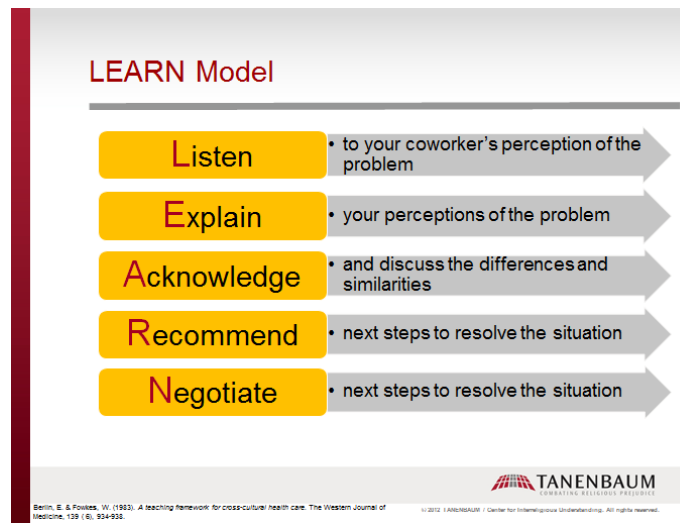 LEARN Model
Listen
• to your coworker's perception of the
problem
Explain
• your perceptions of the problem
Acknowledge
• and discuss the differences and
similarities
Recommend
• next steps to resolve the situation
Negotiate
• next steps to resolve the situation
TANENBAUM
COMBATING RELIGIOUS PREJUDICE
Berlin, E. & Fowkes, W. (1983). A teaching framework for cross-cultural health care. The Western Journal of
Medicine, 139 (6), 934-938.
© 2012 TANENBAUM / Center for Interreligious Understanding. All rights reserved.